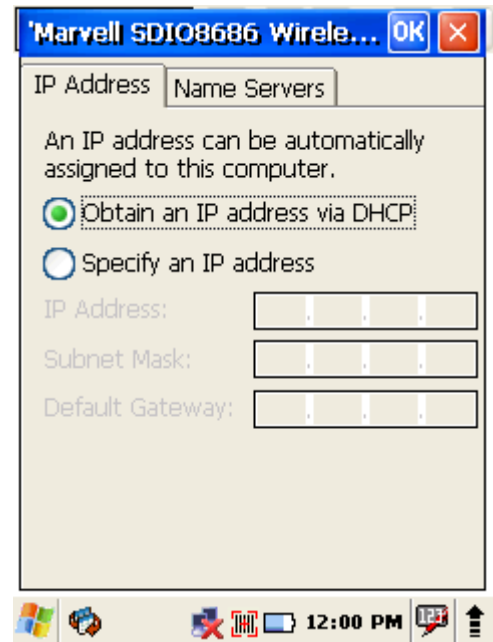 'Marvell SDIO8686 Wirele... OK
IP Address Name Servers
An IP address can be automatically
assigned to this computer.
Obtain an IP address via DHCP
Specify an IP address
IP Address:
Subnet Mask:
Default Gateway:
12:00 PM 123